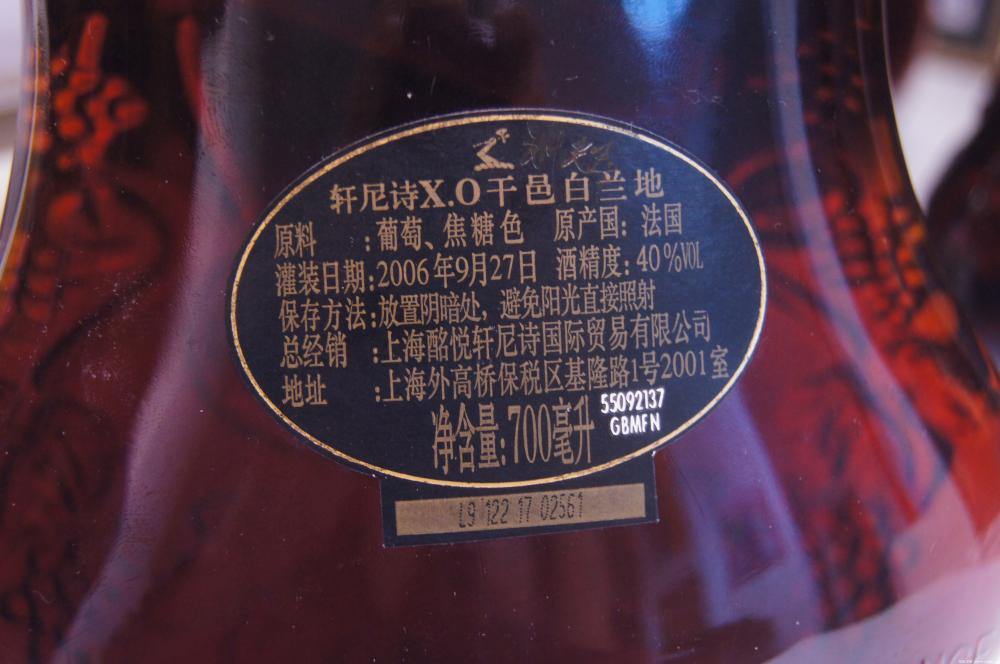 轩尼诗X.O干邑白兰地
原料 :葡萄、焦糖色 原产国: 法国
灌装日期:2006年9月27日 酒精度: 40%VOL
保存方法:放置阴暗处, 避免阳光直接照射
总经销 :上海酩悦轩尼诗国际贸易有限公司
地址 :上海外高桥保税区基隆路1号2001室
净含量:700毫升
55092137
GBMFN
L9 122 17 02561